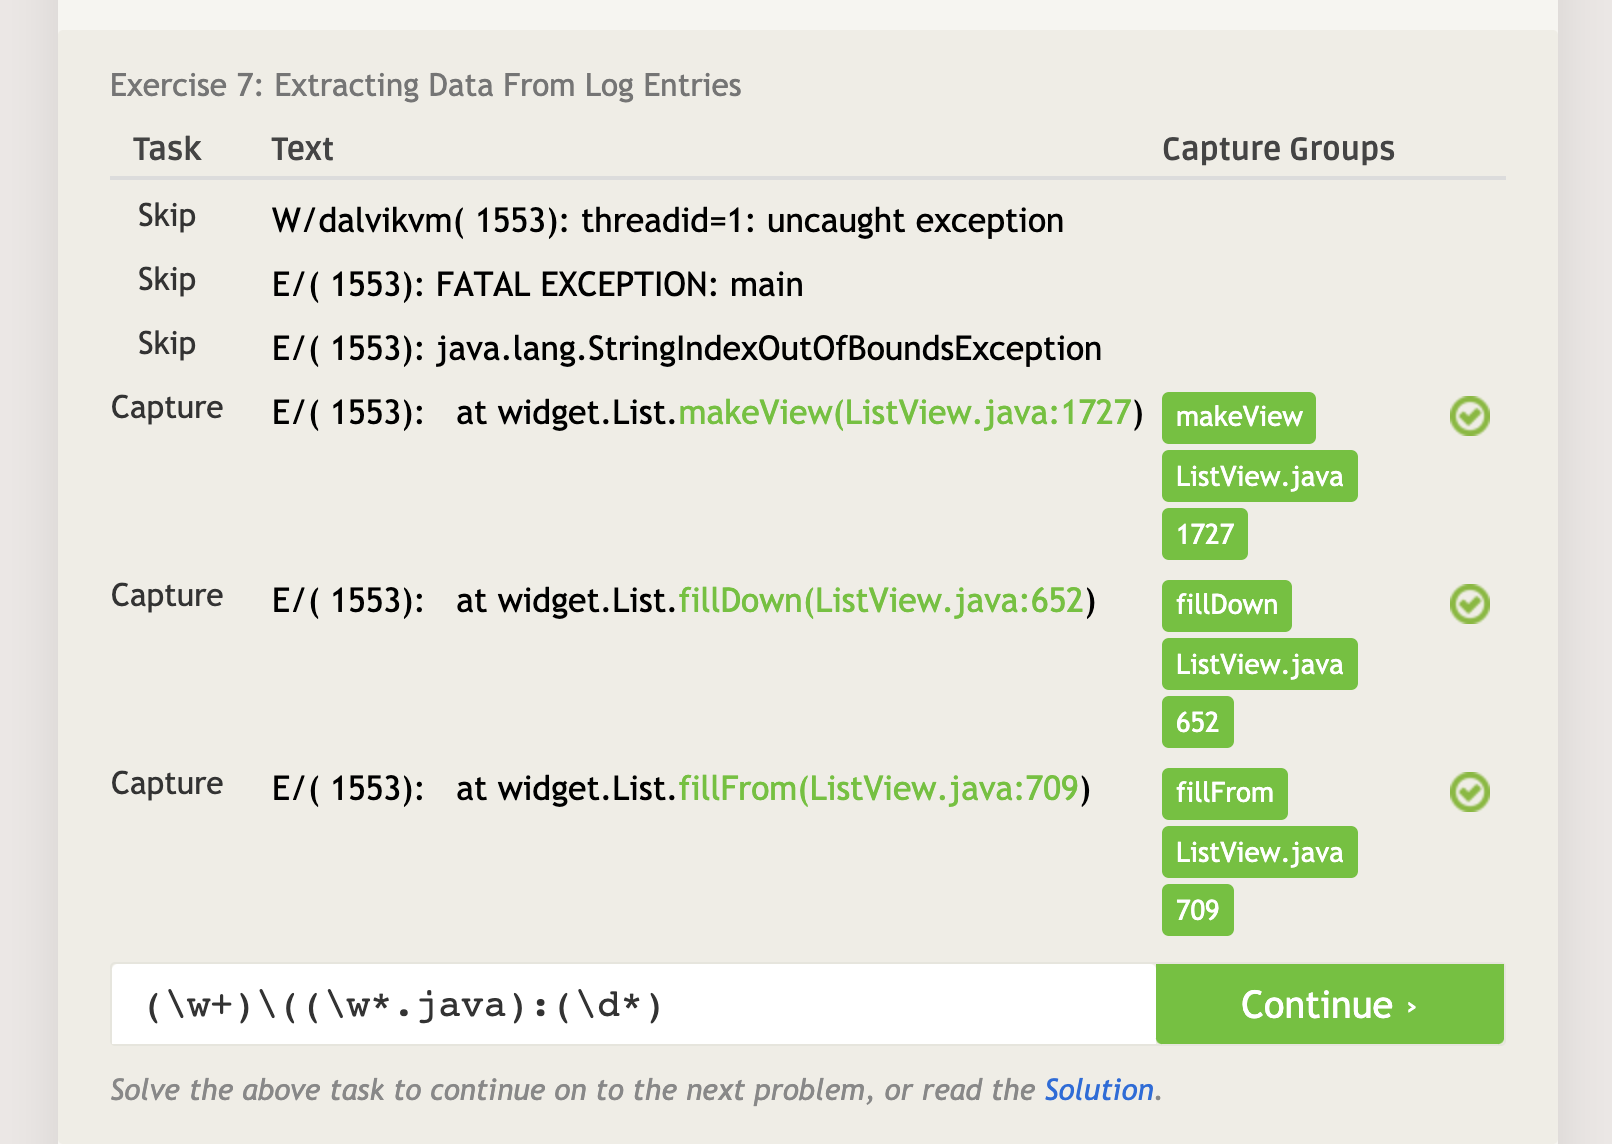 Exercise 7: Extracting Data From Log Entries
Task Text Capture Groups
Skip W/dalvikvm( 1553): threadid=1: uncaught exception
Skip E/( 1553): FATAL EXCEPTION: main
Skip E/( 1553): java.lang.StringIndexOutOfBoundsException
Capture E/( 1553):   at widget.List.makeView(ListView.java:1727) makeView
ListView.java
1727
Capture E/( 1553):   at widget.List.fillDown(ListView.java:652) fillDown
ListView.java
652
Capture E/( 1553):   at widget.List.fillFrom(ListView.java:709) fillFrom
ListView.java
709
(\w+)\((\w*.java):(\d*) Continue ›
Solve the above task to continue on to the next problem, or read the Solution.